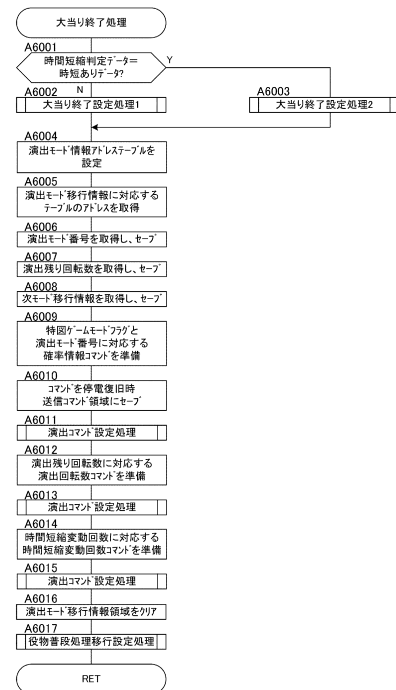 大当り終了処理
A6001
時間短縮判定データ＝
時短ありデータ?
Y
N
A6002
大当り終了設定処理1
A6003
大当り終了設定処理2
A6004
演出モード情報アドレステーブルを
設定
A6005
演出モード移行情報に対応する
テーブルのアドレスを取得
A6006
演出モード番号を取得し、セーブ
A6007
演出残り回転数を取得し、セーブ
A6008
次モード移行情報を取得し、セーブ
A6009
特図ゲームモードフラグと
演出モード番号に対応する
確率情報コマンドを準備
A6010
コマンドを停電復旧時
送信コマンド領域にセーブ
A6011
演出コマンド設定処理
A6012
演出残り回転数に対応する
演出回転数コマンドを準備
A6013
演出コマンド設定処理
A6014
時間短縮変動回数に対応する
時間短縮変動回数コマンドを準備
A6015
演出コマンド設定処理
A6016
演出モード移行情報領域をクリア
A6017
役物普段処理移行設定処理
RET